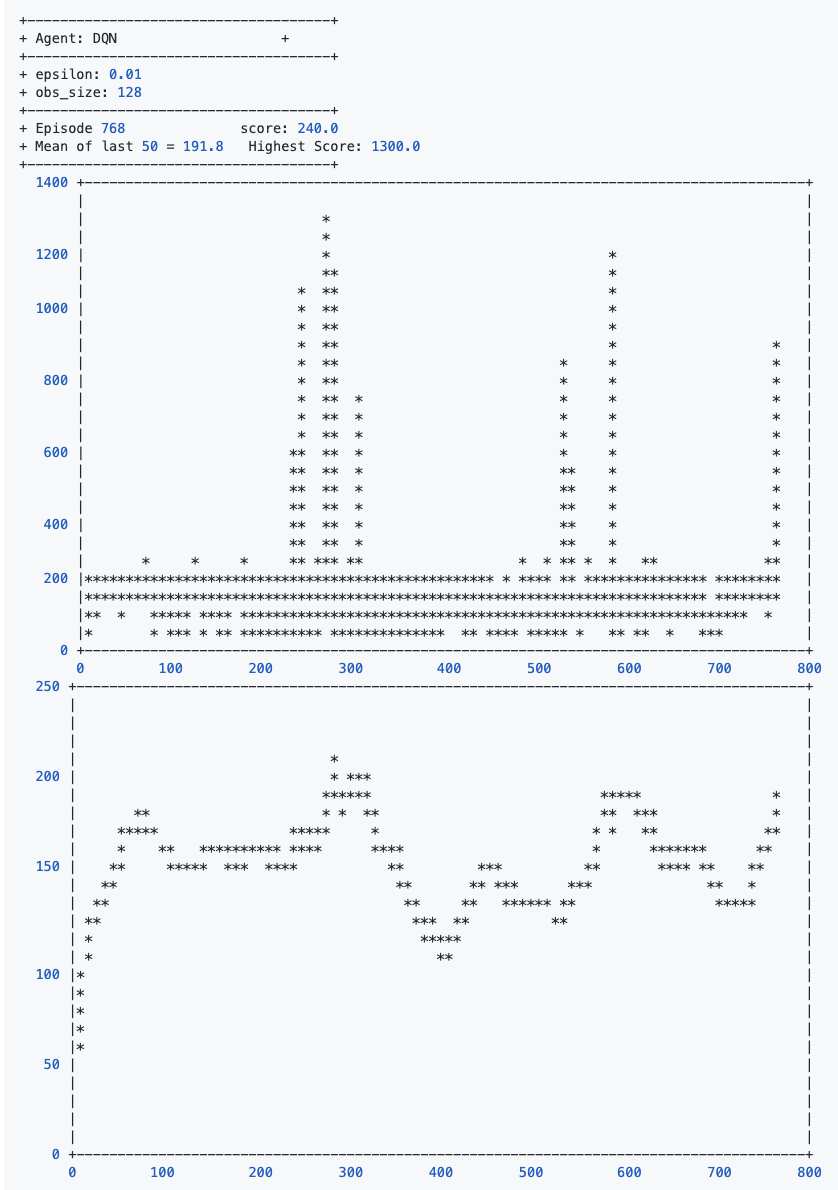 + Agent: DQN +
+ epsilon: 0.01
+ obs_size: 128
+ Episode 768 score: 240.0
+ Mean of last 50 = 191.8 Highest Score: 1300.0
1400
1200
1000
800
600
400
200
0
0 100 200 300 400 500 600 700 800
250
200
150
100
50
0
0 100 200 300 400 500 600 700 800